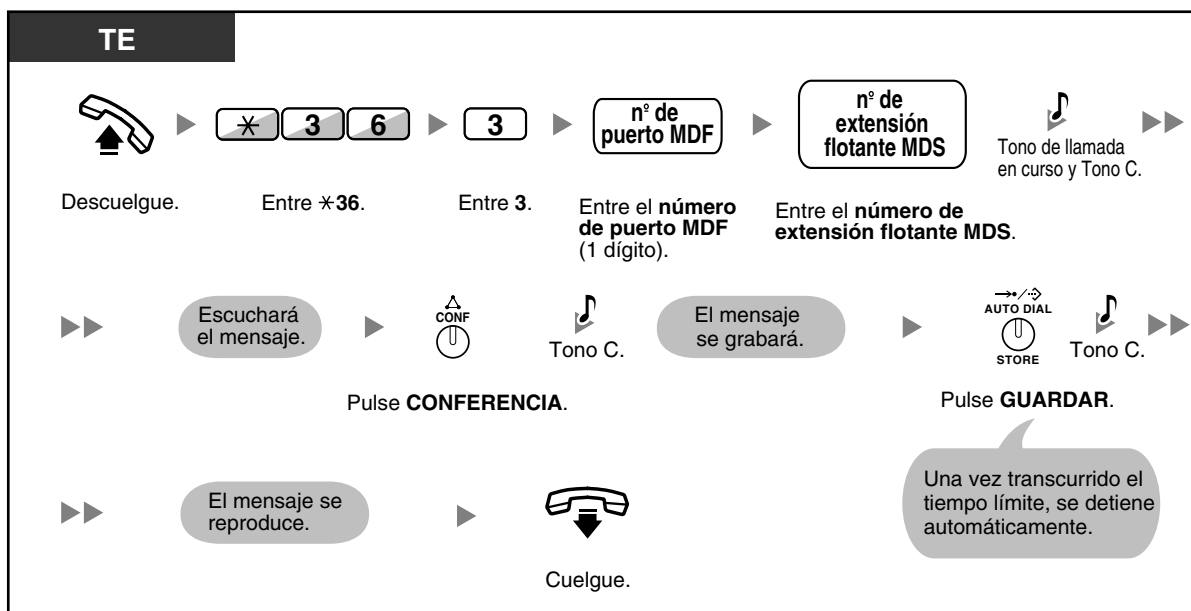 TE
✳ 3 6
3
nº de
puerto MDF
nº de
extensión
flotante MDS
Tono de llamada
en curso y Tono C.
Descuelgue.
Entre ✳36.
Entre 3.
Entre el número
de puerto MDF
(1 dígito).
Entre el número de
extensión flotante MDS.
Escuchará
el mensaje.
CONF
Tono C.
El mensaje
se grabará.
AUTO DIAL
STORE
Tono C.
Pulse CONFERENCIA.
Pulse GUARDAR.
Una vez transcurrido el
tiempo límite, se detiene
automáticamente.
El mensaje se
reproduce.
Cuelgue.